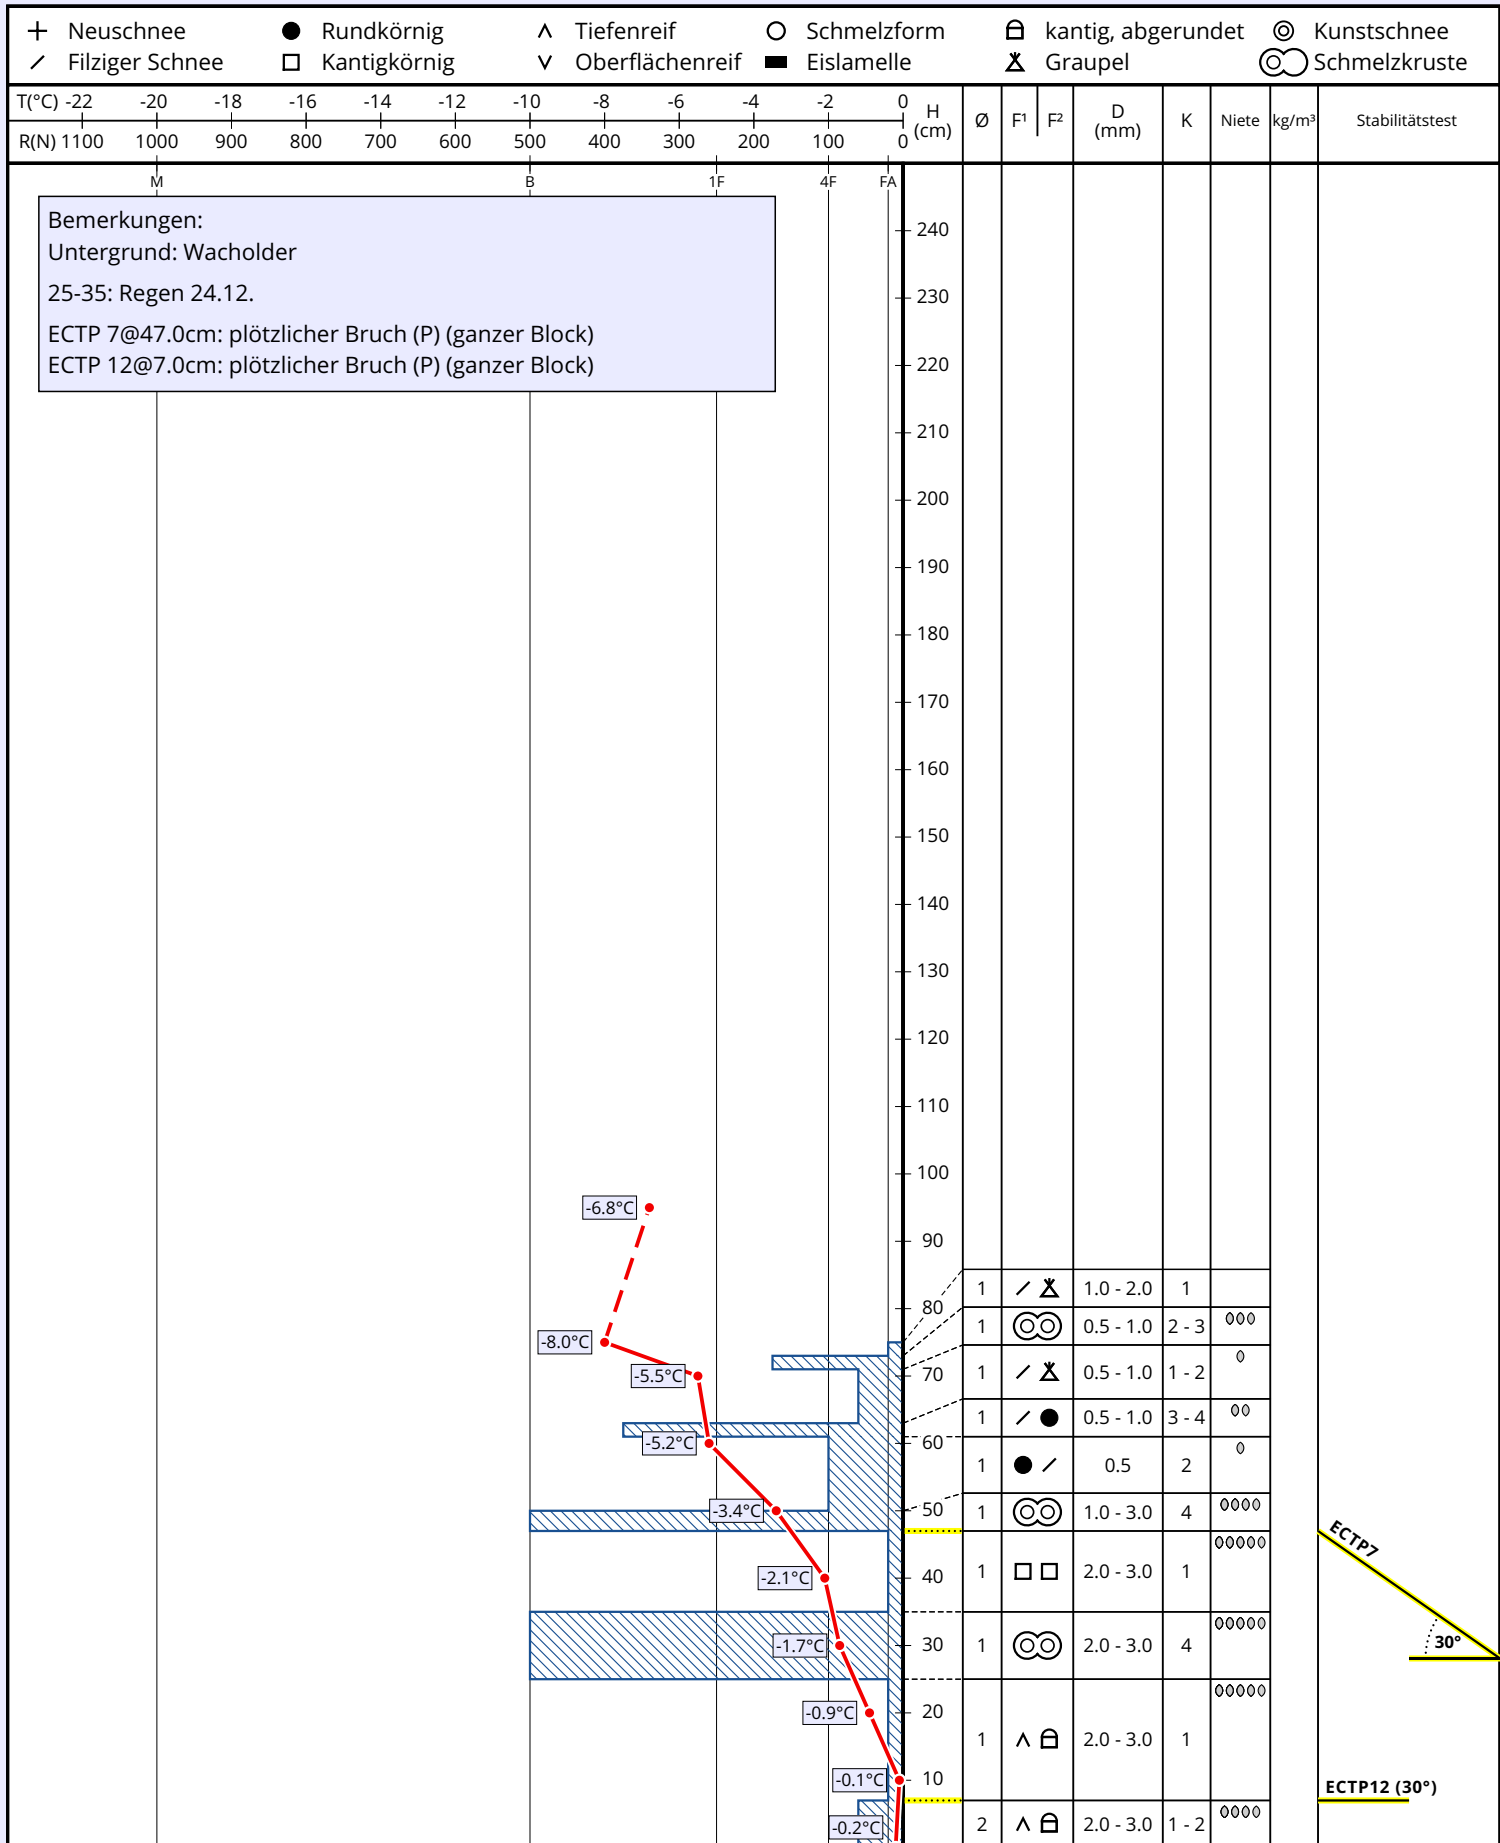 Neuschnee Rundkörnig Tiefenreif Schmelzform kantig, abgerundet Kunstschnee
Filziger Schnee Kantigkörnig Oberflächenreif Eislamelle Graupel Schmelzkruste
T(°C) -22 -20 -18 -16 -14 -12 -10 -8 -6 -4 -2 0
R(N) 1100 1000 900 800 700 600 500 400 300 200 100 0
H (cm) Ø F¹ F² D (mm) K Niete kg/m³ Stabilitätstest
M B 1F 4F FA
Bemerkungen:
Untergrund: Wacholder
25-35: Regen 24.12.
ECTP 7@47.0cm: plötzlicher Bruch (P) (ganzer Block)
ECTP 12@7.0cm: plötzlicher Bruch (P) (ganzer Block)
240
230
220
210
200
190
180
170
160
150
140
130
120
110
100
-6.8°C
90
1 1.0 - 2.0 1
80
1 0.5 - 1.0 2 - 3
-8.0°C
-5.5°C 70 1 0.5 - 1.0 1 - 2
1 0.5 - 1.0 3 - 4
-5.2°C 60
1 0.5 2
-3.4°C 50 1 1.0 - 3.0 4
ECTP7
-2.1°C 40 1 2.0 - 3.0 1
-1.7°C 30 1 2.0 - 3.0 4 30°
-0.9°C 20
1 2.0 - 3.0 1
-0.1°C 10
ECTP12 (30°)
-0.2°C 2 2.0 - 3.0 1 - 2